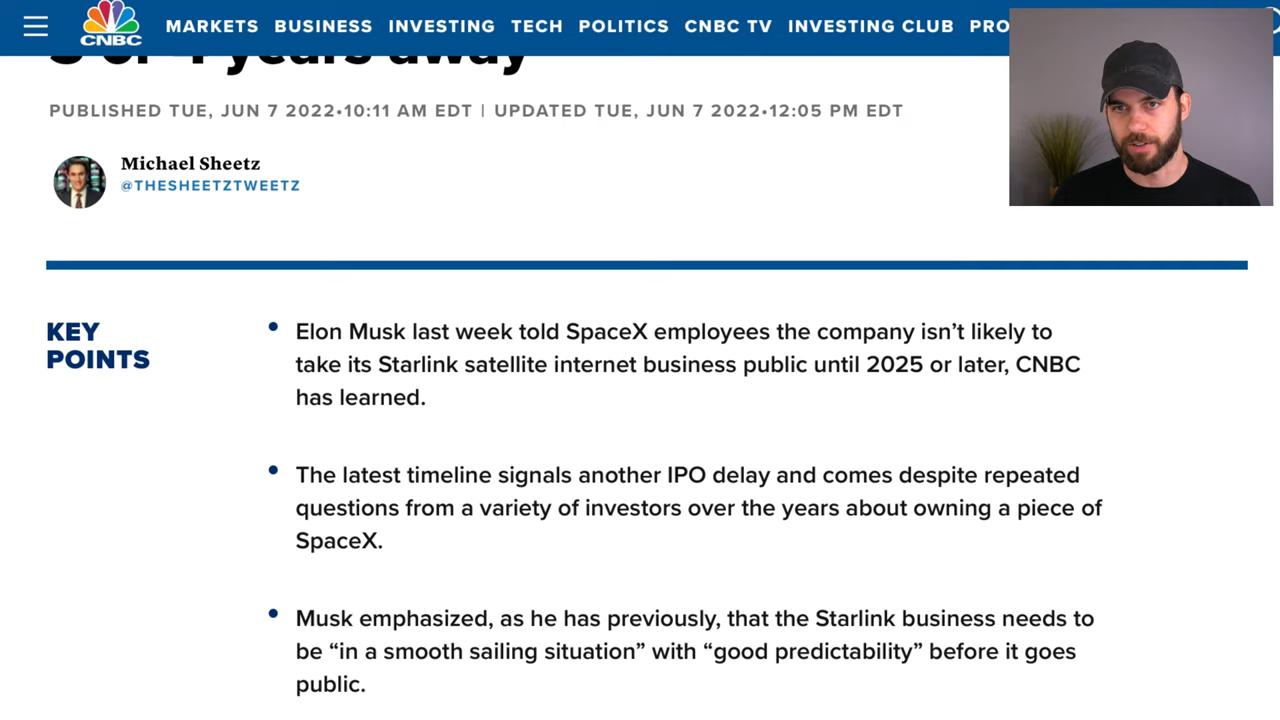 MARKETS BUSINESS INVESTING TECH POLITICS CNBC TV INVESTING CLUB PRO
CNBC
3 or 4 years away
PUBLISHED TUE, JUN 7 2022•10:11 AM EDT | UPDATED TUE, JUN 7 2022•12:05 PM EDT
Michael Sheetz
@THESHEETZTWEETZ
KEY
POINTS
• Elon Musk last week told SpaceX employees the company isn’t likely to
take its Starlink satellite internet business public until 2025 or later, CNBC
has learned.
• The latest timeline signals another IPO delay and comes despite repeated
questions from a variety of investors over the years about owning a piece of
SpaceX.
• Musk emphasized, as he has previously, that the Starlink business needs to
be “in a smooth sailing situation” with “good predictability” before it goes
public.